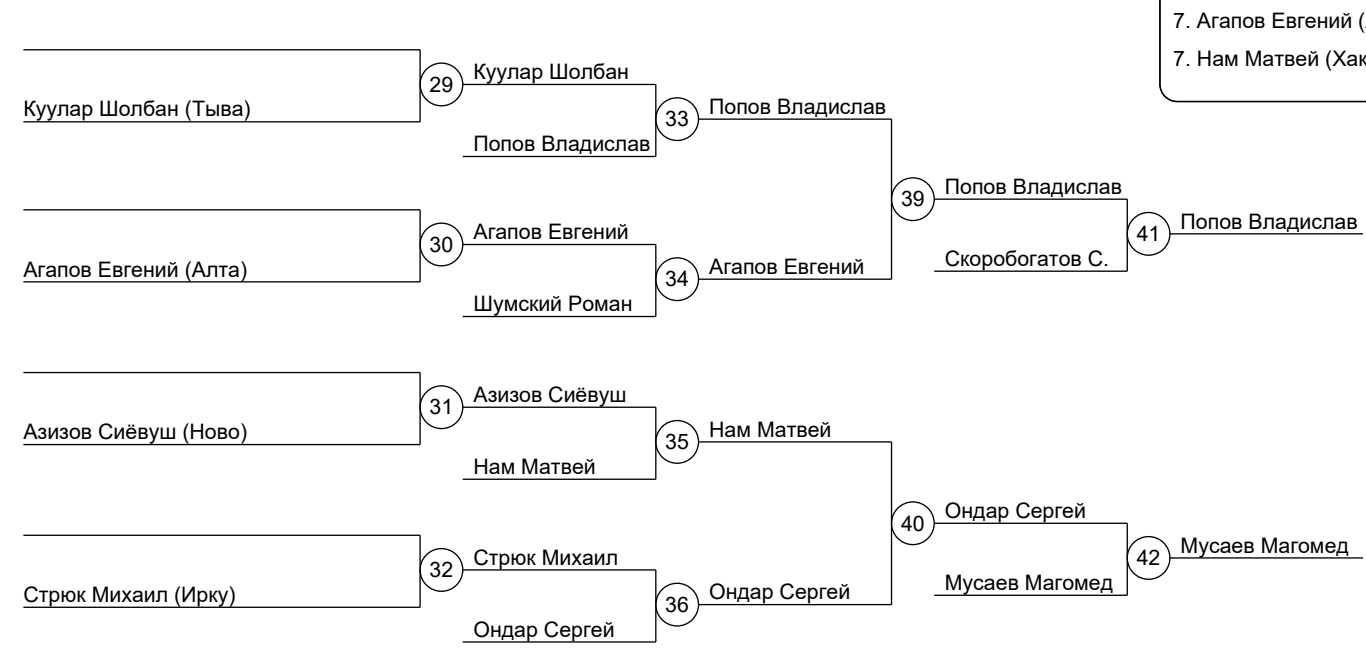 7. Агапов Евгений (
7. Нам Матвей (Хак
Куулар Шолбан (Тыва)
29
Куулар Шолбан
Попов Владислав
33
Попов Владислав
Агапов Евгений (Алта)
30
Агапов Евгений
Шумский Роман
34
Агапов Евгений
39
Попов Владислав
Скоробогатов С.
41
Попов Владислав
Азизов Сиёвуш (Ново)
31
Азизов Сиёвуш
Нам Матвей
35
Нам Матвей
Стрюк Михаил (Ирку)
32
Стрюк Михаил
Ондар Сергей
36
Ондар Сергей
40
Ондар Сергей
Мусаев Магомед
42
Мусаев Магомед